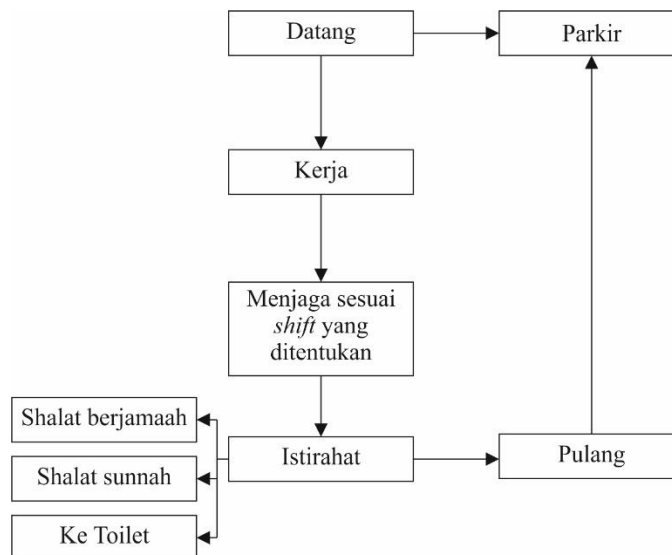 Datang
Parkir
Kerja
Menjaga sesuai
shift yang
ditentukan
Shalat berjamaah
Istirahat
Pulang
Shalat sunnah
Ke Toilet